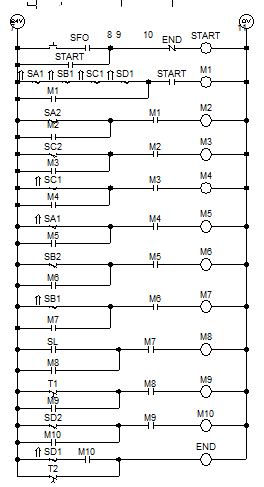 24V 0V
SFO 8 9 10 END START
START
SA1 SB1 SC1 SD1 START M1
M1
SA2 M1 M2
M2
SC2 M2 M3
M3
SC1 M3 M4
M4
SA1 M4 M5
M5
SB2 M5 M6
M6
SB1 M6 M7
M7
SL M7 M8
M8
T1 M8 M9
M9
SD2 M9 M10
M10
SD1 M10 END
T2